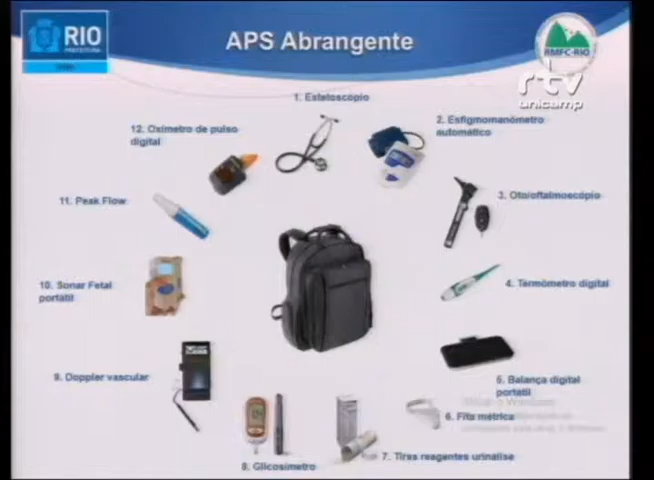 RIO
PREFEITURA
APS Abrangente
RMFC-RIO
rtv
unicamp
1. Estetoscópio
2. Esfigmomanômetro
automático
3. Oto/oftalmoscópio
4. Termômetro digital
5. Balança digital
portátil
6. Fita métrica
7. Tiras reagentes urinálise
8. Glicosímetro
9. Doppler vascular
10. Sonar Fetal
portátil
11. Peak Flow
12. Oxímetro de pulso
digital